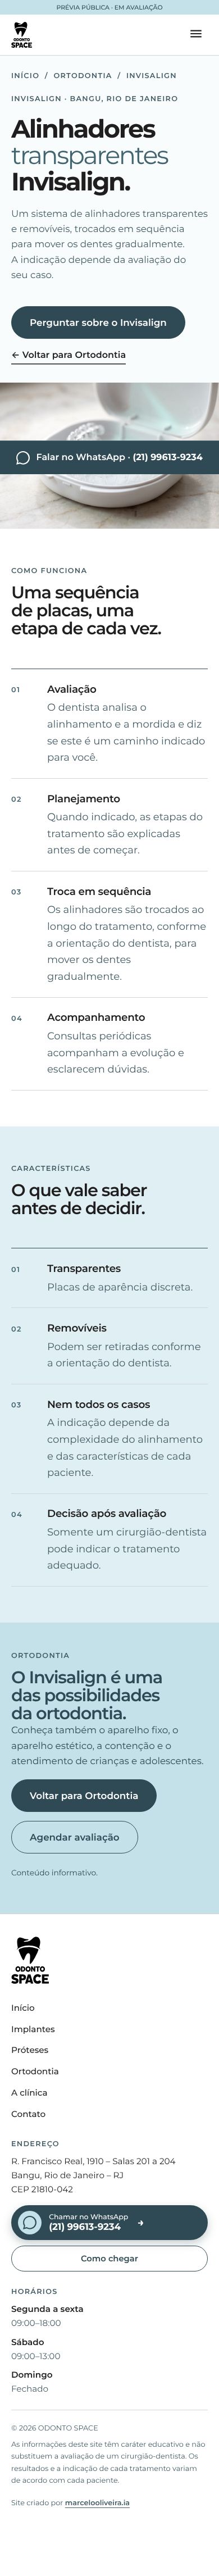 PRÉVIA PÚBLICA · EM AVALIAÇÃO
ODONTO
SPACE
INÍCIO / ORTODONTIA / INVISALIGN
INVISALIGN · BANGU, RIO DE JANEIRO
Alinhadores
transparentes
Invisalign.
Um sistema de alinhadores transparentes
e removíveis, trocados em sequência
para mover os dentes gradualmente.
A indicação depende da avaliação do
seu caso.
Perguntar sobre o Invisalign
← Voltar para Ortodontia
Falar no WhatsApp · (21) 99613-9234
COMO FUNCIONA
Uma sequência
de placas, uma
etapa de cada vez.
01 Avaliação
O dentista analisa o
alinhamento e a mordida e diz
se este é um caminho indicado
para você.
02 Planejamento
Quando indicado, as etapas do
tratamento são explicadas
antes de começar.
03 Troca em sequência
Os alinhadores são trocados ao
longo do tratamento, conforme
a orientação do dentista, para
mover os dentes
gradualmente.
04 Acompanhamento
Consultas periódicas
acompanham a evolução e
esclarecem dúvidas.
CARACTERÍSTICAS
O que vale saber
antes de decidir.
01 Transparentes
Placas de aparência discreta.
02 Removíveis
Podem ser retiradas conforme
a orientação do dentista.
03 Nem todos os casos
A indicação depende da
complexidade do alinhamento
e das características de cada
paciente.
04 Decisão após avaliação
Somente um cirurgião-dentista
pode indicar o tratamento
adequado.
ORTODONTIA
O Invisalign é uma
das possibilidades
da ortodontia.
Conheça também o aparelho fixo, o
aparelho estético, a contenção e o
atendimento de crianças e adolescentes.
Voltar para Ortodontia
Agendar avaliação
Conteúdo informativo.
ODONTO
SPACE
Início
Implantes
Próteses
Ortodontia
A clínica
Contato
ENDEREÇO
R. Francisco Real, 1910 – Salas 201 a 204
Bangu, Rio de Janeiro – RJ
CEP 21810-042
Chamar no WhatsApp
(21) 99613-9234 →
Como chegar
HORÁRIOS
Segunda a sexta
09:00–18:00
Sábado
09:00–13:00
Domingo
Fechado
© 2026 ODONTO SPACE
As informações deste site têm caráter educativo e não
substituem a avaliação de um cirurgião-dentista. Os
resultados e a indicação de cada tratamento variam
de acordo com cada paciente.
Site criado por marcelooliveira.ia